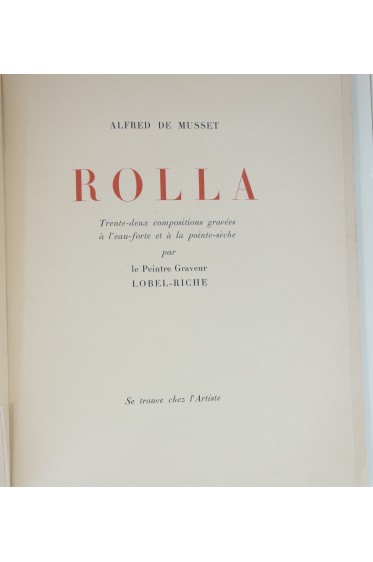 ALFRED DE MUSSET
ROLLA
Trente-deux compositions gravées
à l'eau-forte et à la pointe-sèche
par
le Peintre Graveur
LOBEL-RICHE
Se trouve chez l'Artiste